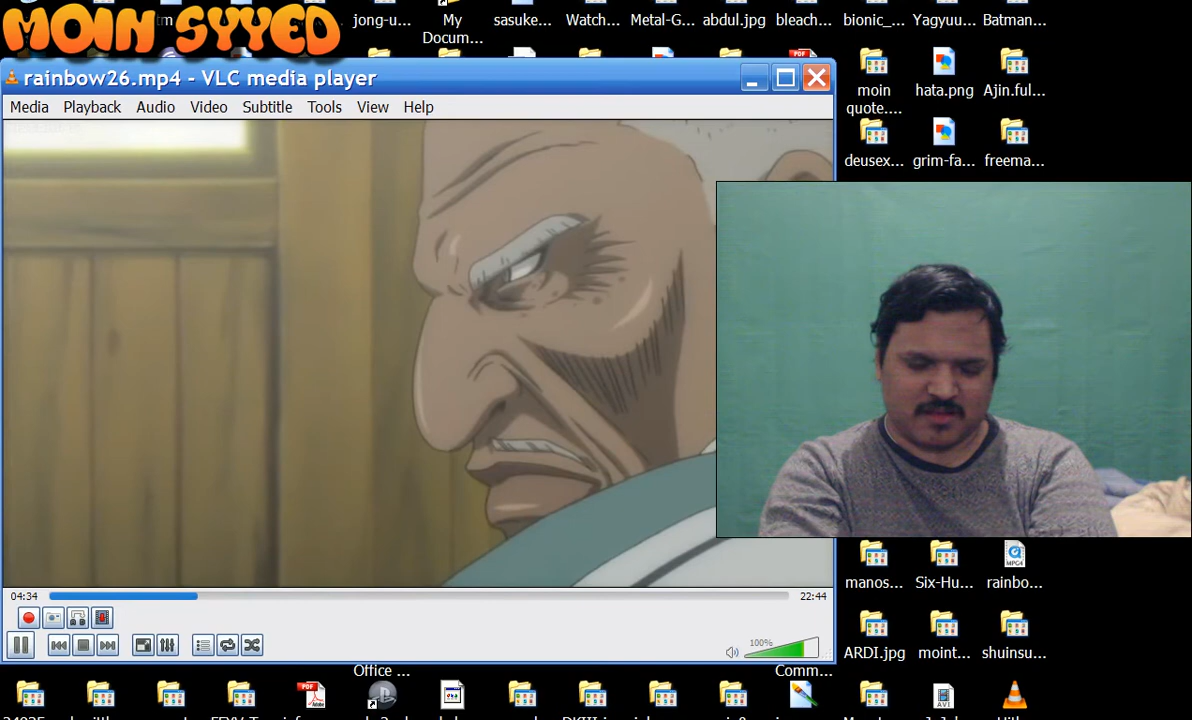 jong-u...
My Docum...
sasuke...
Watch...
Metal-G...
abdul.jpg
bleach...
bionic_...
Yagyuu...
Batman...
MOIN SYYED
rainbow26.mp4 - VLC media player
Media Playback Audio Video Subtitle Tools View Help
moin quote....
hata.png
Ajin.ful...
deusex...
grim-fa...
freema...
manos...
Six-Hu...
rainbo...
04:34
22:44
100%
ARDI.jpg
moint...
shuinsu...
Office ...
Comm...